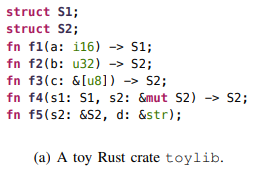 struct S1;
struct S2;
fn f1(a: i16) -> S1;
fn f2(b: u32) -> S2;
fn f3(c: &[u8]) -> S2;
fn f4(s1: S1, s2: &mut S2) -> S2;
fn f5(s2: &S2, d: &str);
(a) A toy Rust crate toylib.